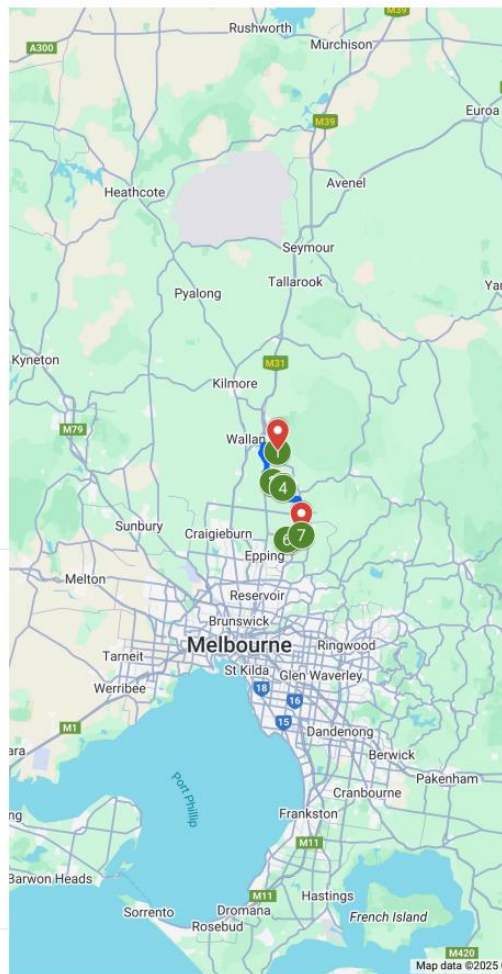 M39
Rushworth
Murchison
A300
Euroa
M39
Avenel
Heathcote
Seymour
Tallarook
Pyalong
Yar
Kyneton
M31
Kilmore
M79
Wallan
1
4
Sunbury
Craigieburn
6
7
Epping
Melton
Reservoir
Brunswick
Melbourne
Ringwood
Tarneit
St Kilda
Glen Waverley
18
Werribee
16
M1
15
Dandenong
ara
Berwick
Port Phillip
Pakenham
Cranbourne
ng
Frankston
M11
Barwon Heads
M11
Hastings
Sorrento
Dromana
French Island
Rosebud
M420
Map data ©2025